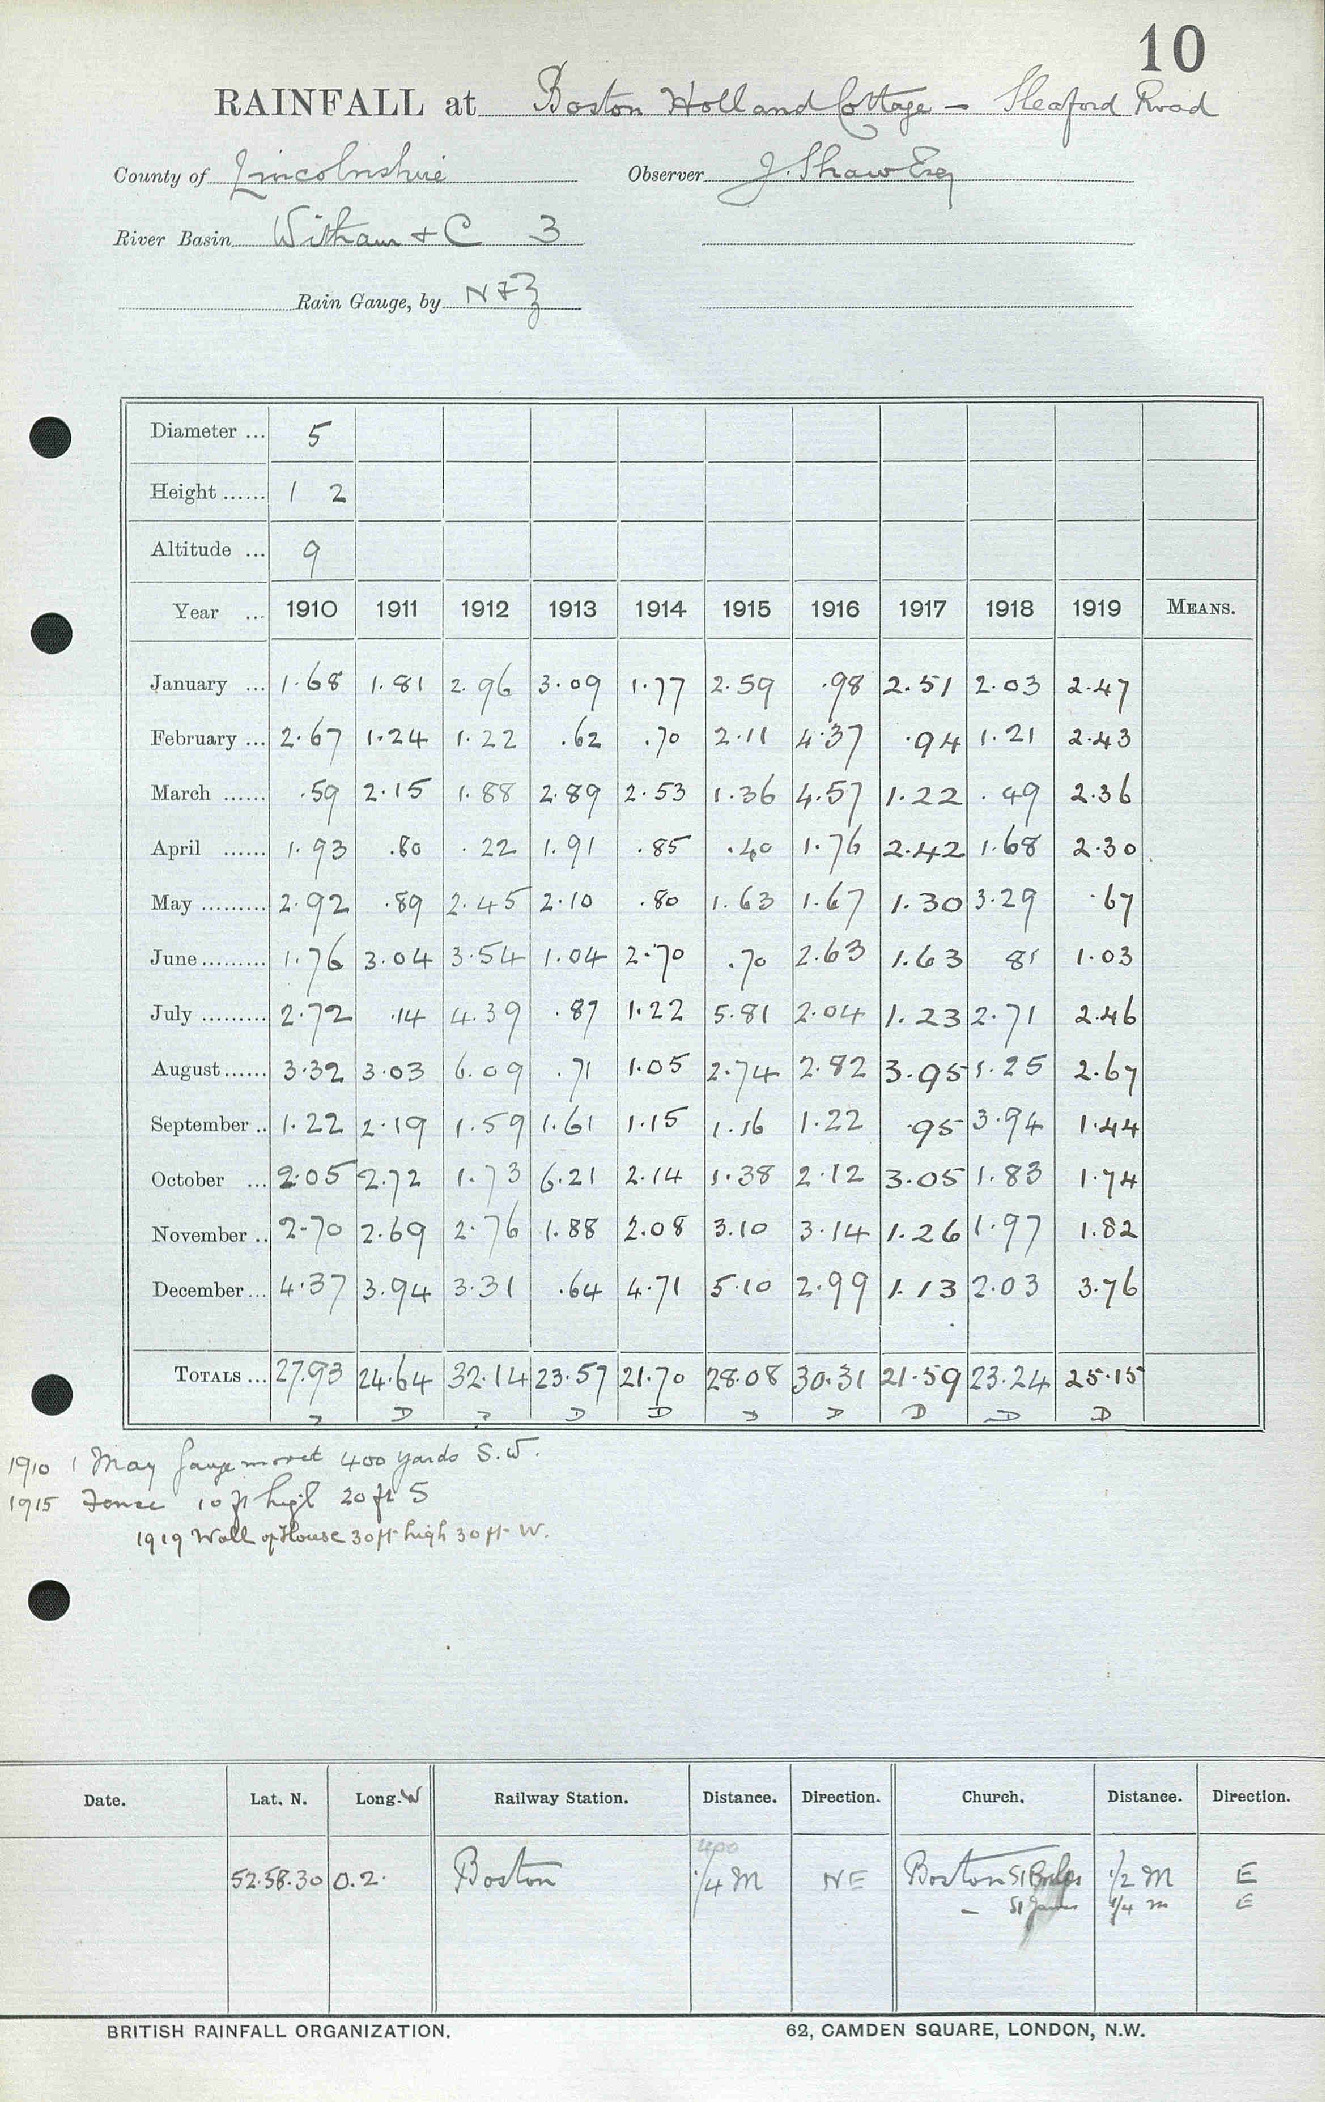 10
RAINFALL at Boston Holland Cottage - Sleaford Road
County of Lincolnshire Observer J. Shaw Esq
River Basin Witham & C 3
Rain Gauge, by N & Z
Diameter ... 5
Height ...... 1 2
Altitude ... 9
Year ... 1910 1911 1912 1913 1914 1915 1916 1917 1918 1919 MEANS.
January ... 1.68 1.81 2.96 3.09 1.77 2.59 .98 2.51 2.03 2.47
February ... 2.67 1.24 1.22 .62 .70 2.11 4.37 .94 1.21 2.43
March ...... .59 2.15 1.88 2.89 2.53 1.36 4.57 1.22 .49 2.36
April ...... 1.93 .80 .22 1.91 .85 .40 1.76 2.42 1.68 2.30
May ......... 2.92 .89 2.45 2.10 .80 1.63 1.67 1.30 3.29 .67
June ......... 1.76 3.04 3.54 1.04 2.70 .70 2.63 1.63 81 1.03
July ......... 2.72 .14 4.39 .87 1.22 5.81 2.04 1.23 2.71 2.46
August ...... 3.32 3.03 6.09 .71 1.05 2.74 2.82 3.95 1.25 2.67
September .. 1.22 2.19 1.59 1.61 1.15 1.16 1.22 .95 3.94 1.44
October ... 2.05 2.72 1.73 6.21 2.14 1.38 2.12 3.05 1.83 1.74
November .. 2.70 2.69 2.76 1.88 2.08 3.10 3.14 1.26 1.97 1.82
December ... 4.37 3.94 3.31 .64 4.71 5.10 2.99 1.13 2.03 3.76
TOTALS ... 27.93 24.64 32.14 23.57 21.70 28.08 30.31 21.59 23.24 25.15
D D D D D D D D D D
1910 1 May gauge moved 400 yards S.W.
1915 Fence 10 ft high 20 ft S
1919 Wall of House 30 ft high 30 ft W.
Date. Lat. N. Long. W Railway Station. Distance. Direction. Church. Distance. Direction.
400
52.58.30 0.2. Boston 1/4 M NE Boston St Botolphs 1/2 M E
- St James 1/4 m E
BRITISH RAINFALL ORGANIZATION. 62, CAMDEN SQUARE, LONDON, N.W.